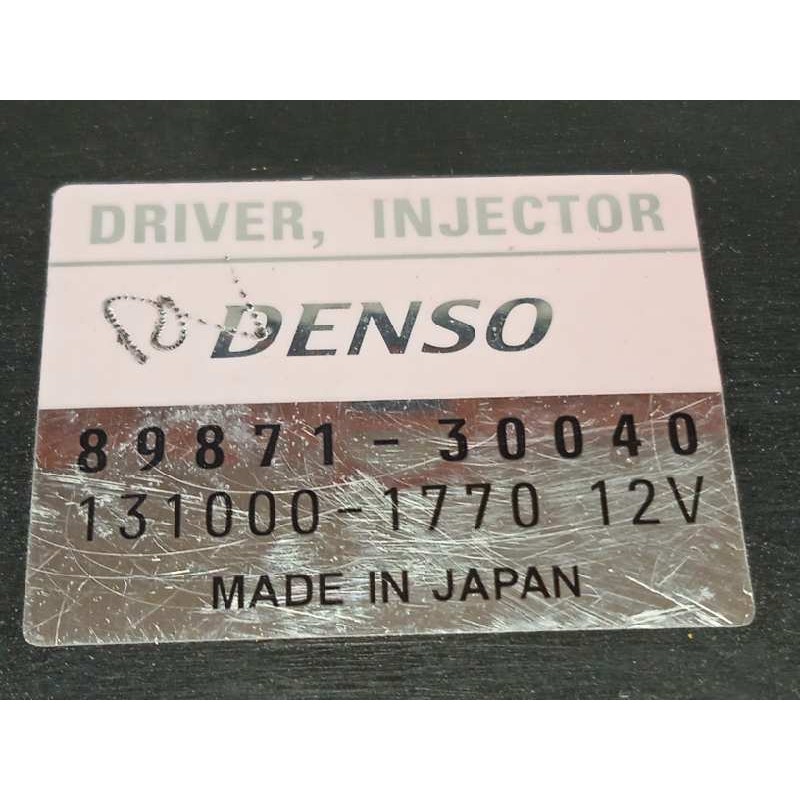 DRIVER, INJECTOR
DENSO
89871-30040
131000-1770 12V
MADE IN JAPAN